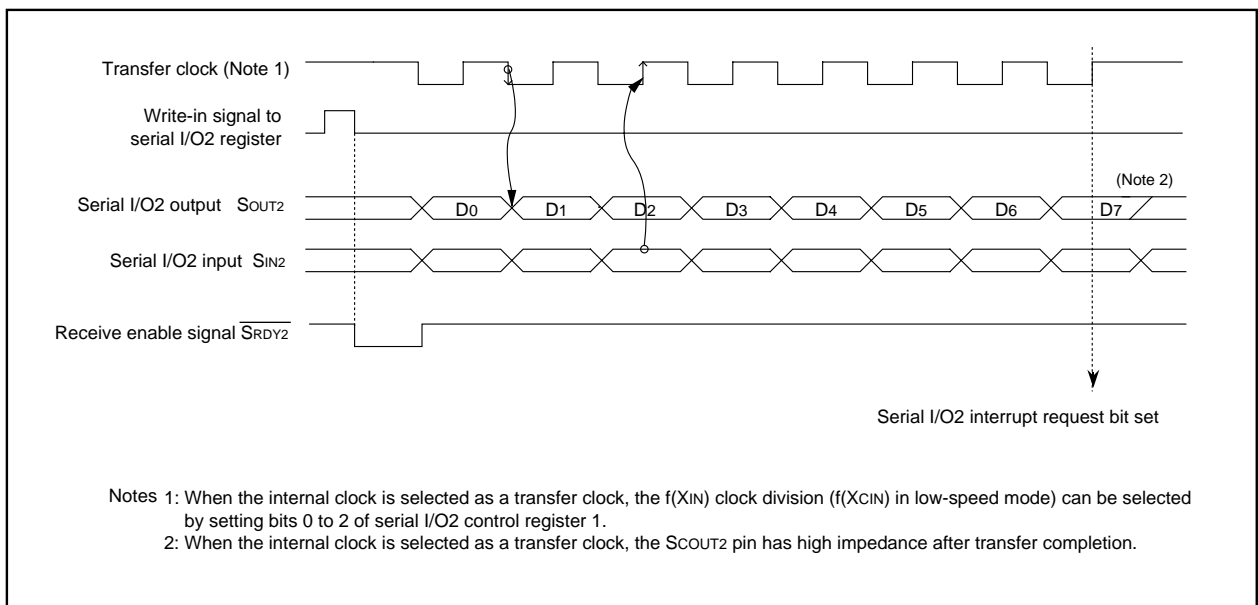 Transfer clock (Note 1)
Write-in signal to
serial I/O2 register
(Note 2)
Serial I/O2 output SOUT2
D0 D1 D2 D3 D4 D5 D6 D7
Serial I/O2 input SIN2
Receive enable signal SRDY2
Serial I/O2 interrupt request bit set
Notes 1: When the internal clock is selected as a transfer clock, the f(XIN) clock division (f(XCIN) in low-speed mode) can be selected
by setting bits 0 to 2 of serial I/O2 control register 1.
2: When the internal clock is selected as a transfer clock, the SCOUT2 pin has high impedance after transfer completion.